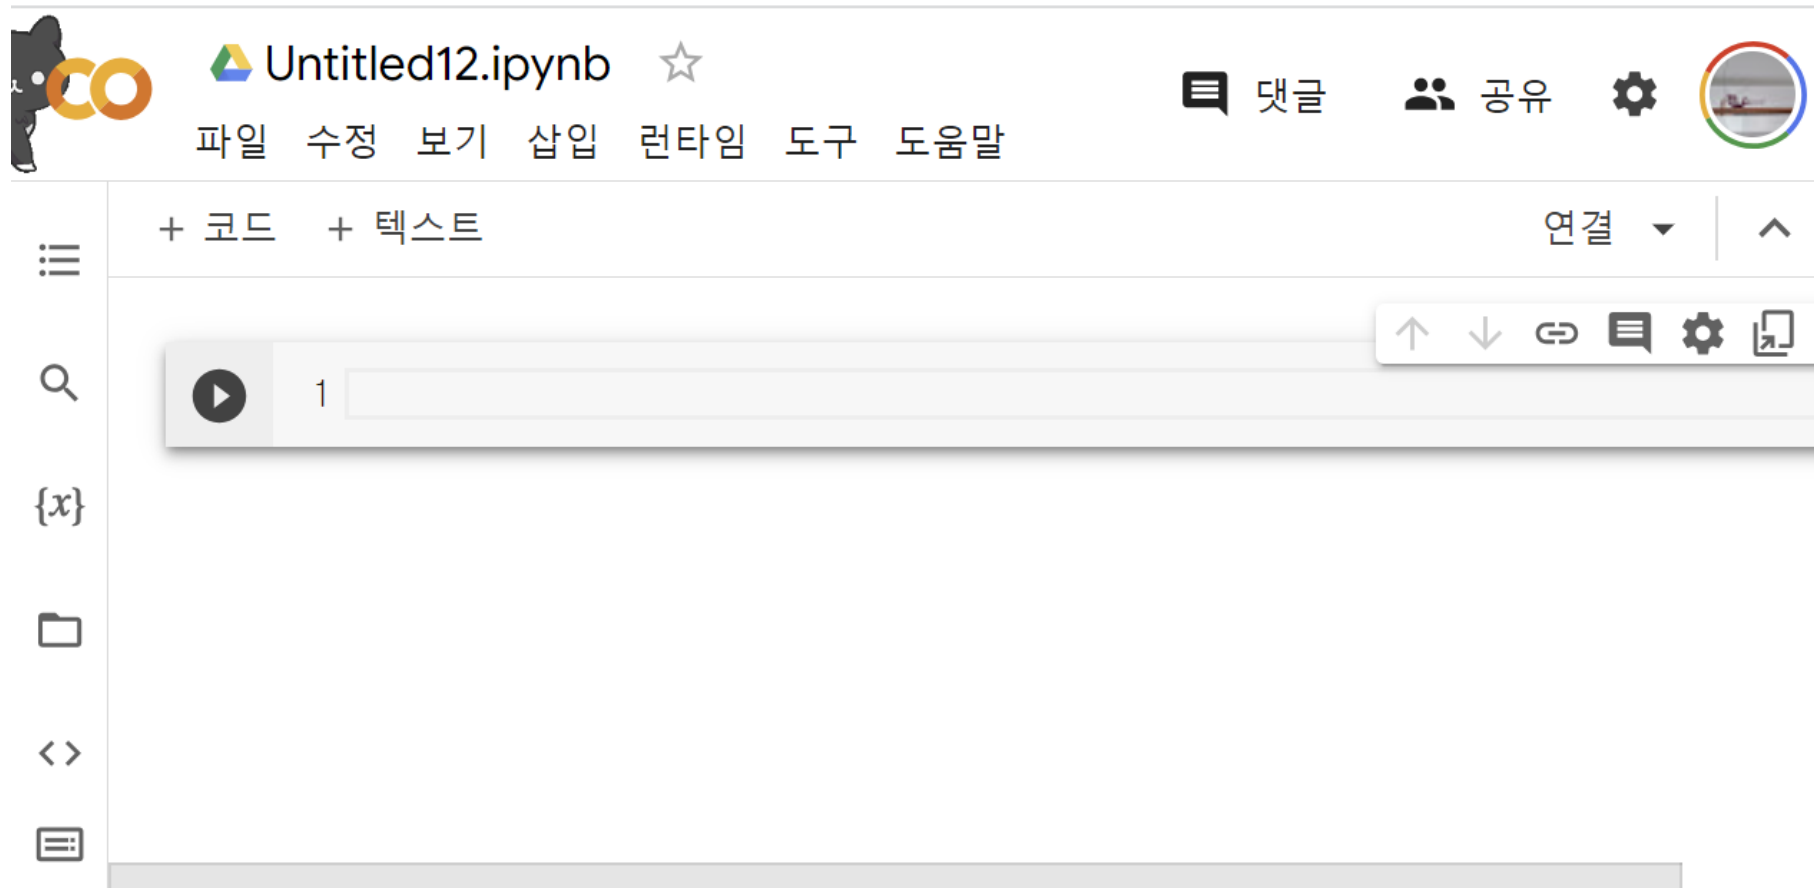 Untitled12.ipynb
댓글 공유
파일 수정 보기 삽입 런타임 도구 도움말
+ 코드 + 텍스트 연결
1
{x}